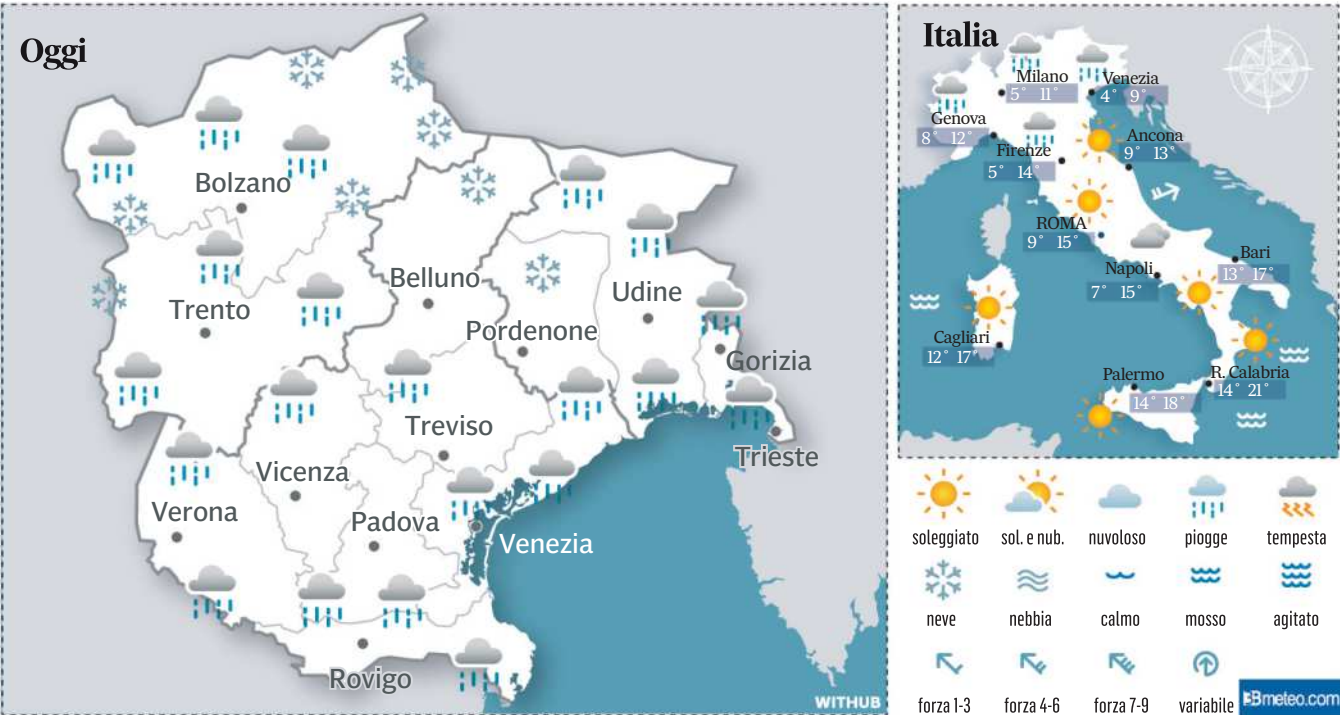 Oggi
Bolzano
Trento
Belluno
Pordenone
Udine
Gorizia
Trieste
Treviso
Vicenza
Verona
Padova
Venezia
Rovigo
WITHUB
Italia
Milano
5° 11°
Venezia
4° 9°
Genova
8° 12°
Firenze
5° 14°
Ancona
9° 13°
ROMA
9° 15°
Napoli
7° 15°
Bari
13° 17°
Cagliari
12° 17°
Palermo
14° 18°
R. Calabria
14° 21°
soleggiato sol. e nub. nuvoloso piogge tempesta
neve nebbia calmo mosso agitato
forza 1-3 forza 4-6 forza 7-9 variabile
3Bmeteo.com